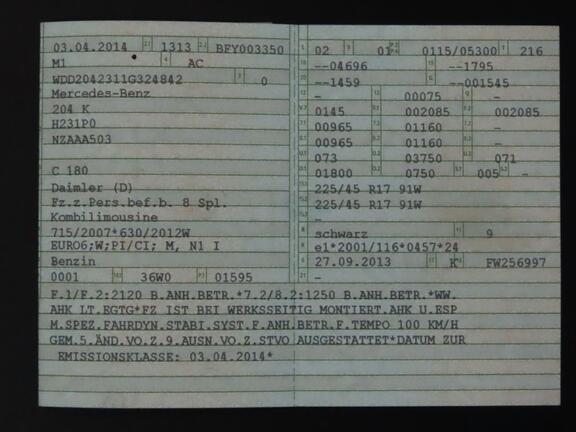 03.04.2014 1313 BFY003350
M1 AC
WDD2042311G324842 0
Mercedes-Benz
204 K
H231P0
NZAAA503
C 180
Daimler (D)
Fz.z.Pers.bef.b. 8 Spl.
Kombilimousine
715/2007*630/2012W
EURO6;W;PI/CI; M, N1 I
Benzin
0001 36W0 01595
02 01 0115/05300 216
--04696 --1795
--1459 --001545
- 00075 -
0145 002085 002085
00965 01160 -
00965 01160 -
073 03750 071
01800 0750 005 -
225/45 R17 91W
225/45 R17 91W
-
schwarz 9
e1*2001/116*0457*24
27.09.2013 K FW256997
-
F.1/F.2:2120 B.ANH.BETR.*7.2/8.2:1250 B.ANH.BETR.*WW.
AHK LT.EGTG*FZ IST BEI WERKSSEITIG MONTIERT.AHK U.ESP
M.SPEZ.FAHRDYN.STABI.SYST.F.ANH.BETR.F.TEMPO 100 KM/H
GEM.5.ÄND.VO.Z.9.AUSN.VO.Z.STVO AUSGESTATTET*DATUM ZUR
EMISSIONSKLASSE: 03.04.2014*